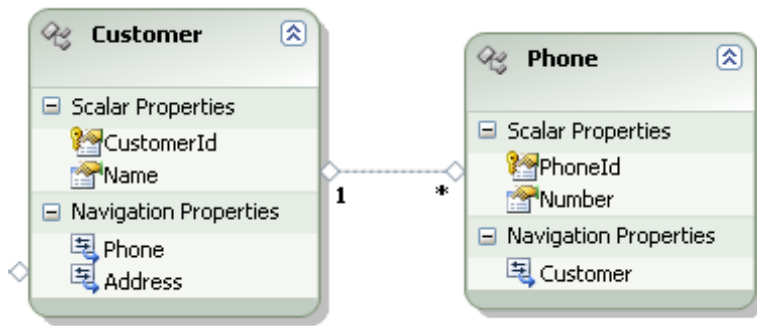 Customer
Scalar Properties
CustomerId
Name
Navigation Properties
Phone
Address
1
*
Phone
Scalar Properties
PhoneId
Number
Navigation Properties
Customer